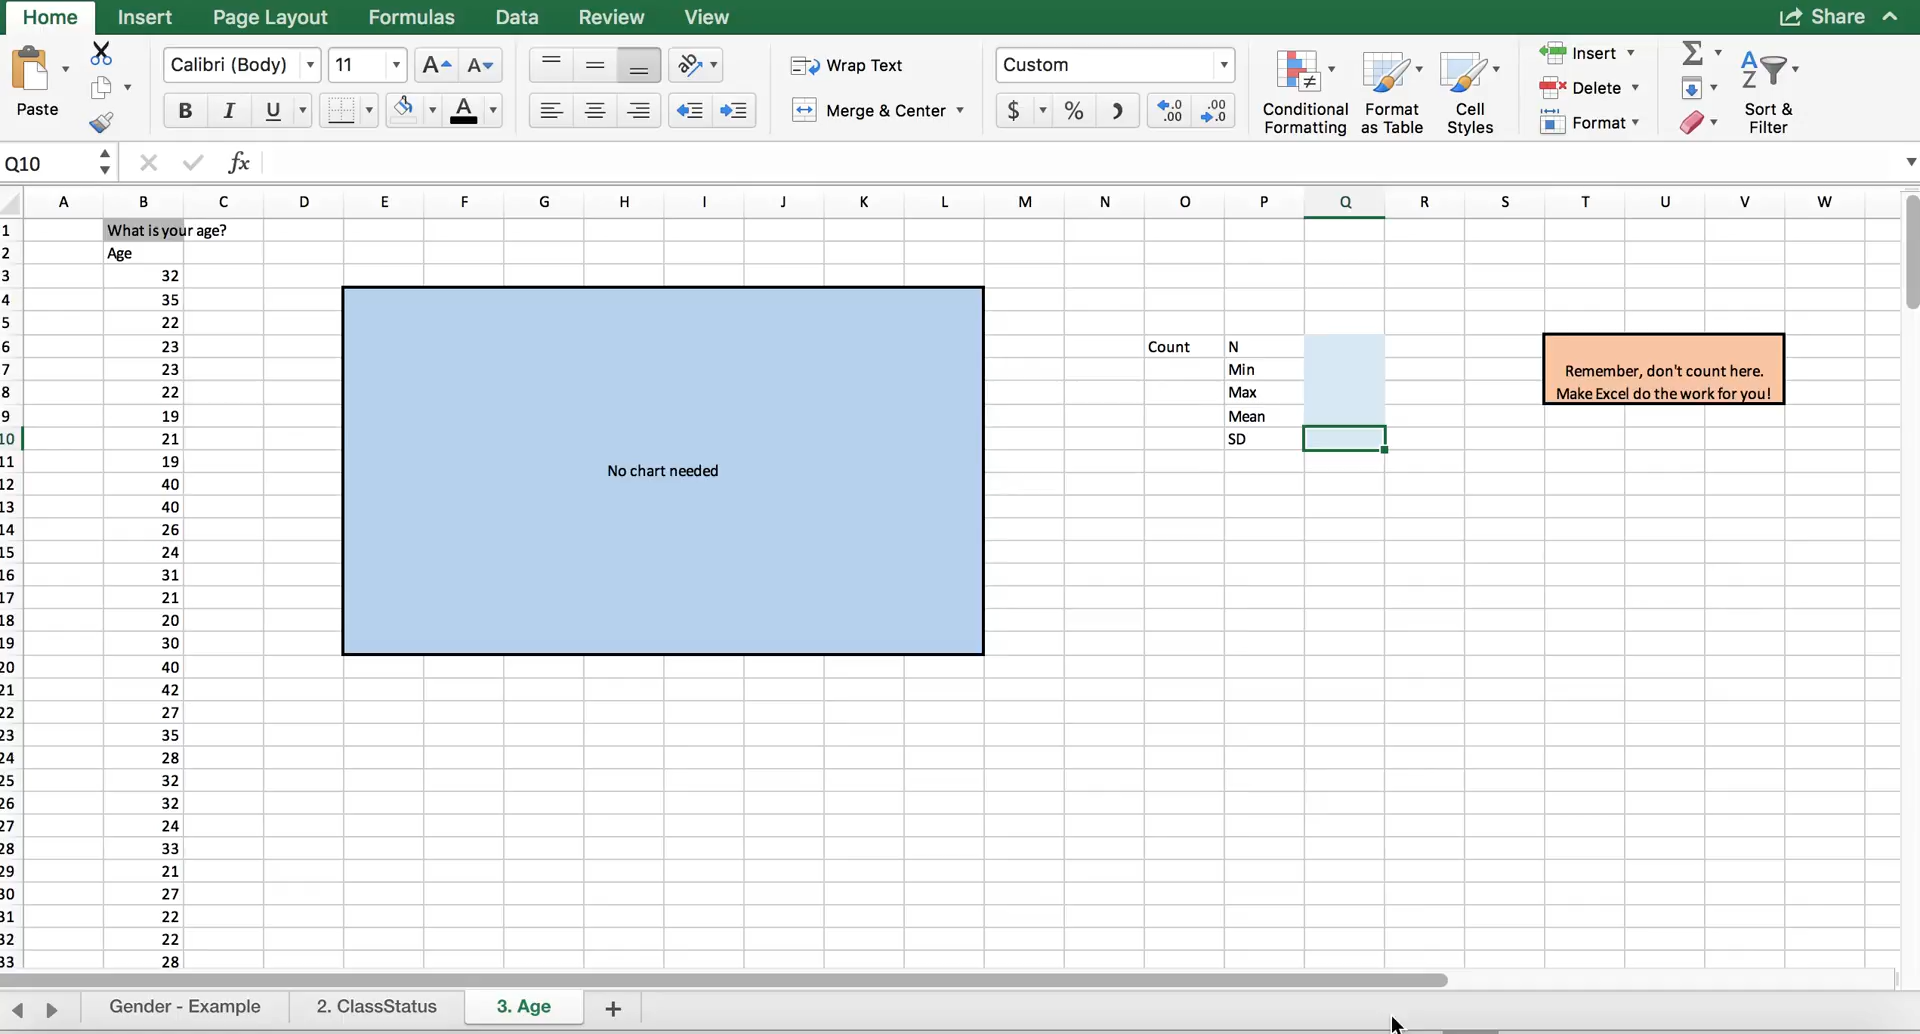 Home Insert Page Layout Formulas Data Review View Share
Calibri (Body) 11 A A Wrap Text Custom Insert
Paste B I U A Merge & Center $ % Conditional Formatting Format as Table Cell Styles Delete Format Sort & Filter
Q10 fx
A B C D E F G H I J K L M N O P Q R S T U V W
1 What is your age?
2 Age
3 32
4 35
5 22
6 23 Count N
7 23 Min Remember, don't count here.
8 22 Max Make Excel do the work for you!
9 19 Mean
10 21 SD
11 19 No chart needed
12 40
13 40
14 26
15 24
16 31
17 21
18 20
19 30
20 40
21 42
22 27
23 35
24 28
25 32
26 32
27 24
28 33
29 21
30 27
31 22
32 22
33 28
Gender - Example 2. ClassStatus 3. Age +